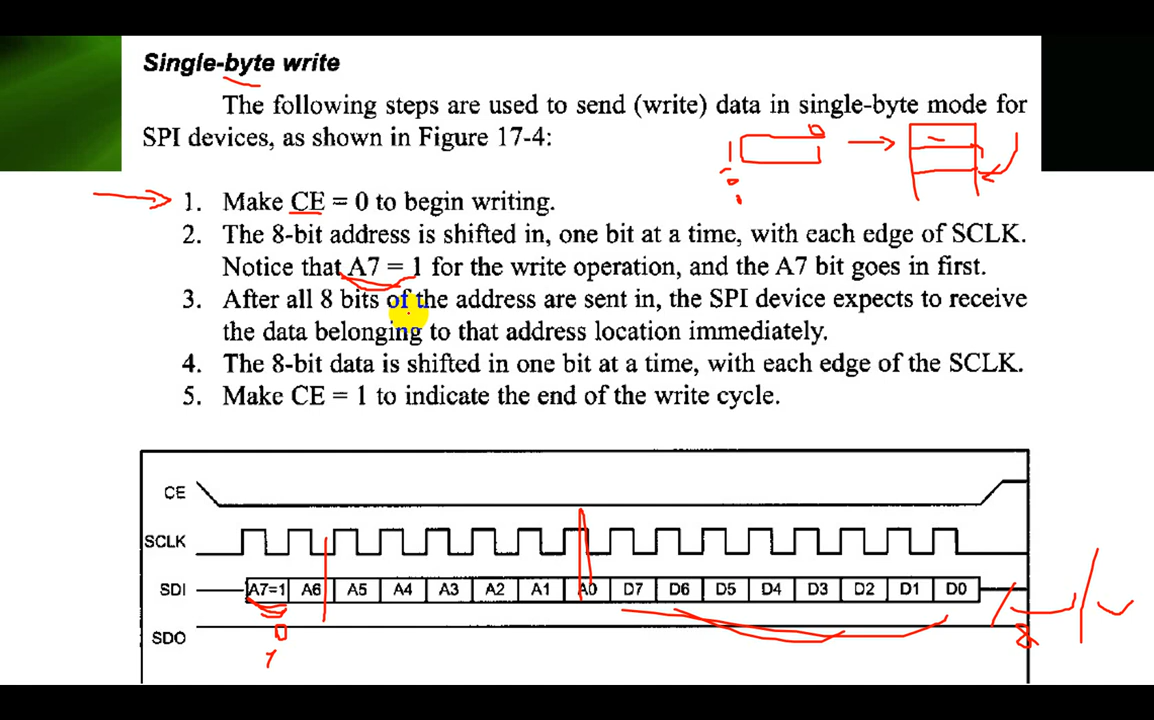 Single-byte write
The following steps are used to send (write) data in single-byte mode for
SPI devices, as shown in Figure 17-4:
1. Make CE = 0 to begin writing.
2. The 8-bit address is shifted in, one bit at a time, with each edge of SCLK.
Notice that A7 = 1 for the write operation, and the A7 bit goes in first.
3. After all 8 bits of the address are sent in, the SPI device expects to receive
the data belonging to that address location immediately.
4. The 8-bit data is shifted in one bit at a time, with each edge of the SCLK.
5. Make CE = 1 to indicate the end of the write cycle.
CE
SCLK
SDI A7=1 A6 A5 A4 A3 A2 A1 A0 D7 D6 D5 D4 D3 D2 D1 D0
SDO